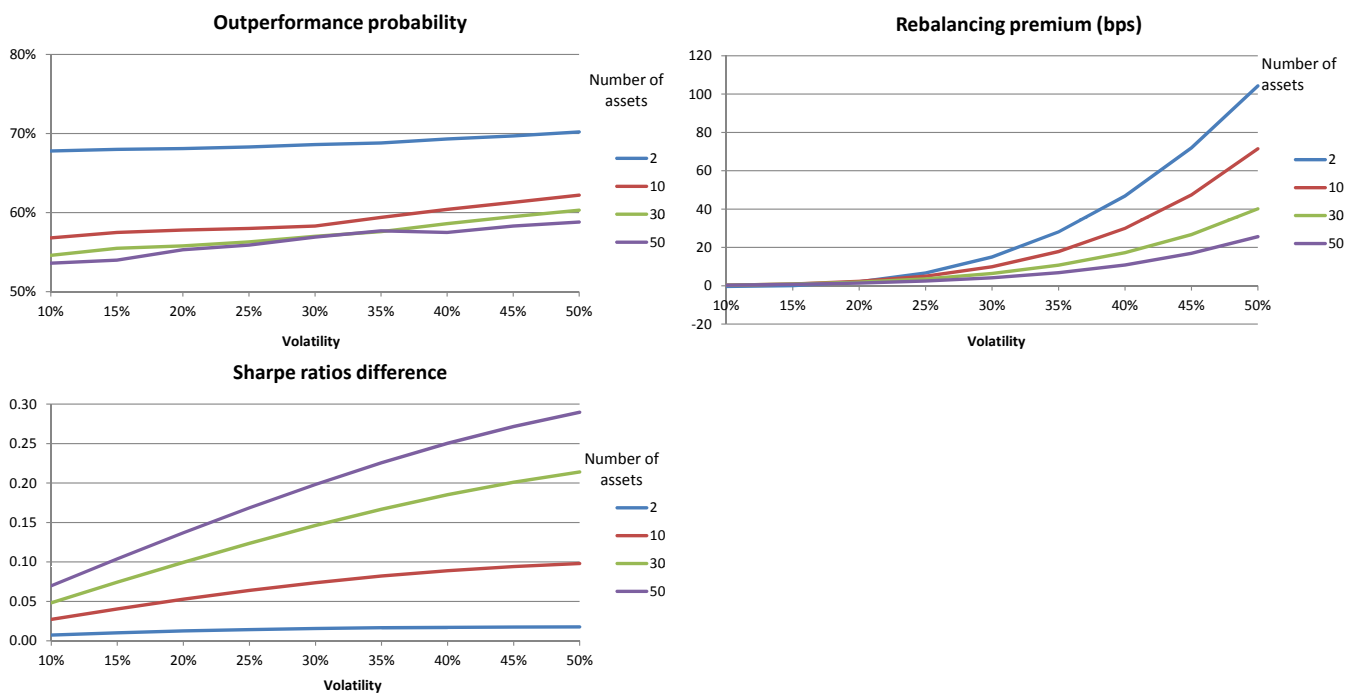 Outperformance probability
80%
70%
60%
50%
10% 15% 20% 25% 30% 35% 40% 45% 50%
Volatility
Number of
assets
2
10
30
50
Rebalancing premium (bps)
120
100
80
60
40
20
0
-20
10% 15% 20% 25% 30% 35% 40% 45% 50%
Volatility
Number of
assets
2
10
30
50
Sharpe ratios difference
0.30
0.25
0.20
0.15
0.10
0.05
0.00
10% 15% 20% 25% 30% 35% 40% 45% 50%
Volatility
Number of
assets
2
10
30
50